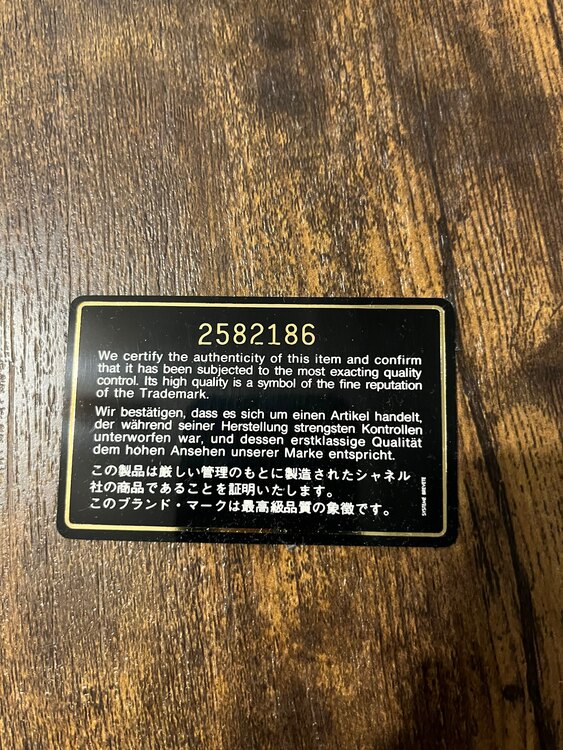 2582186
We certify the authenticity of this item and confirm
that it has been subjected to the most exacting quality
control. Its high quality is a symbol of the fine reputation
of the Trademark.
Wir bestätigen, dass es sich um einen Artikel handelt,
der während seiner Herstellung strengsten Kontrollen
unterworfen war, und dessen erstklassige Qualität
dem hohen Ansehen unserer Marke entspricht.
この製品は厳しい管理のもとに製造されたシャネル
社の商品であることを証明いたします。
このブランド・マークは最高級品質の象徴です。
SYSTEME BREVETE